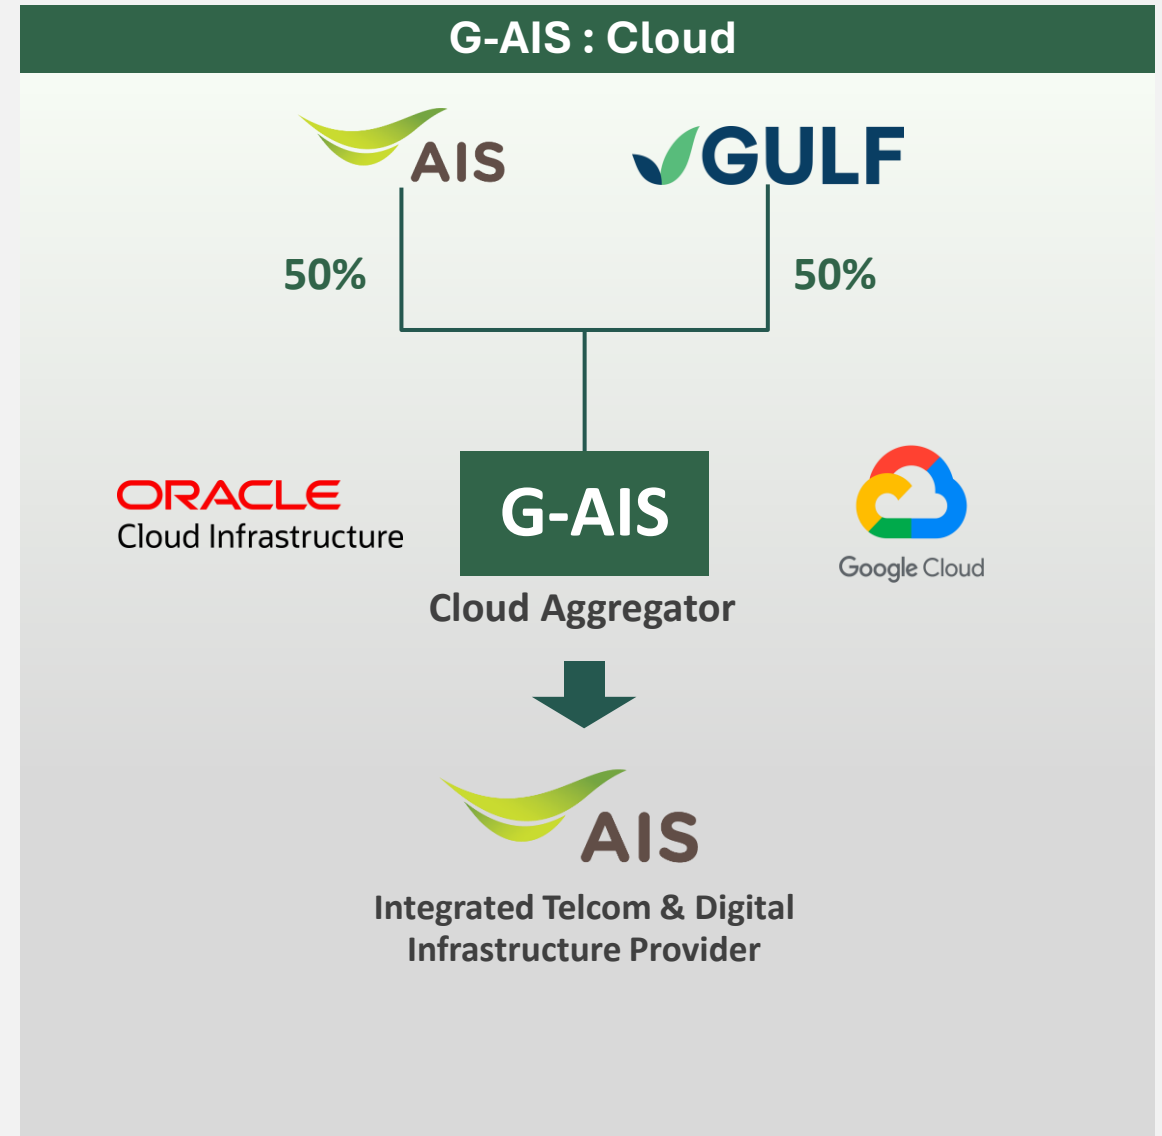 G-AIS : Cloud
AIS
GULF
50%
50%
ORACLE
Cloud Infrastructure
G-AIS
Google Cloud
Cloud Aggregator
AIS
Integrated Telcom & Digital
Infrastructure Provider